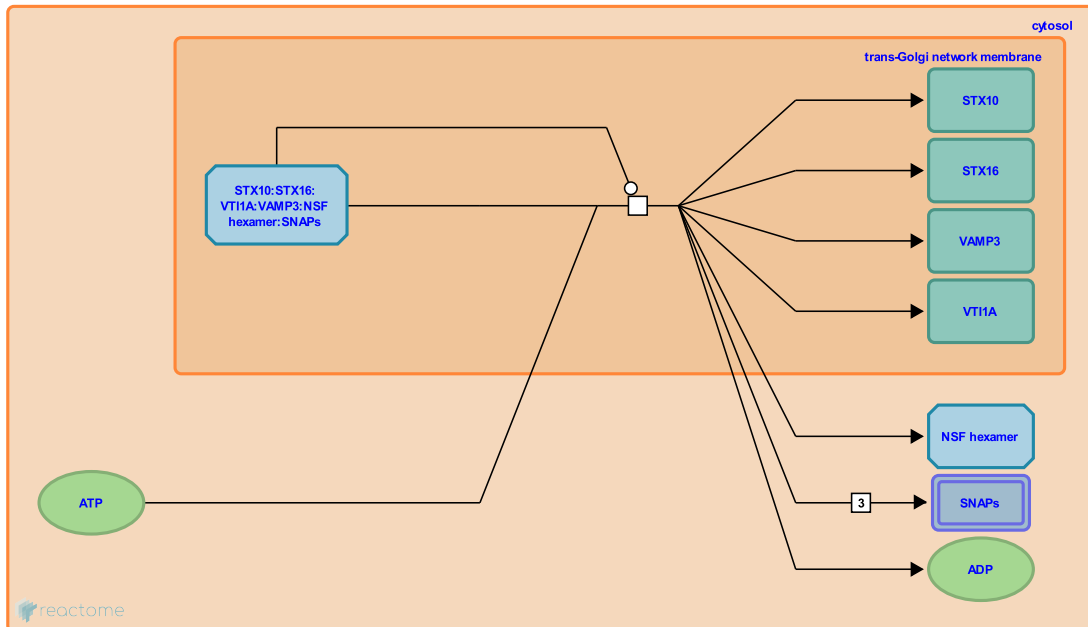 cytosol
trans-Golgi network membrane
STX10
STX16
VAMP3
VTI1A
STX10:STX16:
VTI1A:VAMP3:NSF
hexamer:SNAPs
NSF hexamer
ATP
3
SNAPs
ADP
reactome